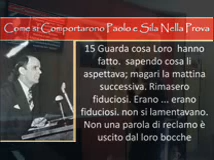 Come si Comportarono Paolo e Sila Nella Prova
15 Guarda cosa Loro hanno
fatto. sapendo cosa li
aspettava; magari la mattina
successiva. Rimasero
fiduciosi. Erano ... erano
fiduciosi. non si lamentavano.
Non una parola di reclamo è
uscito dal loro bocche